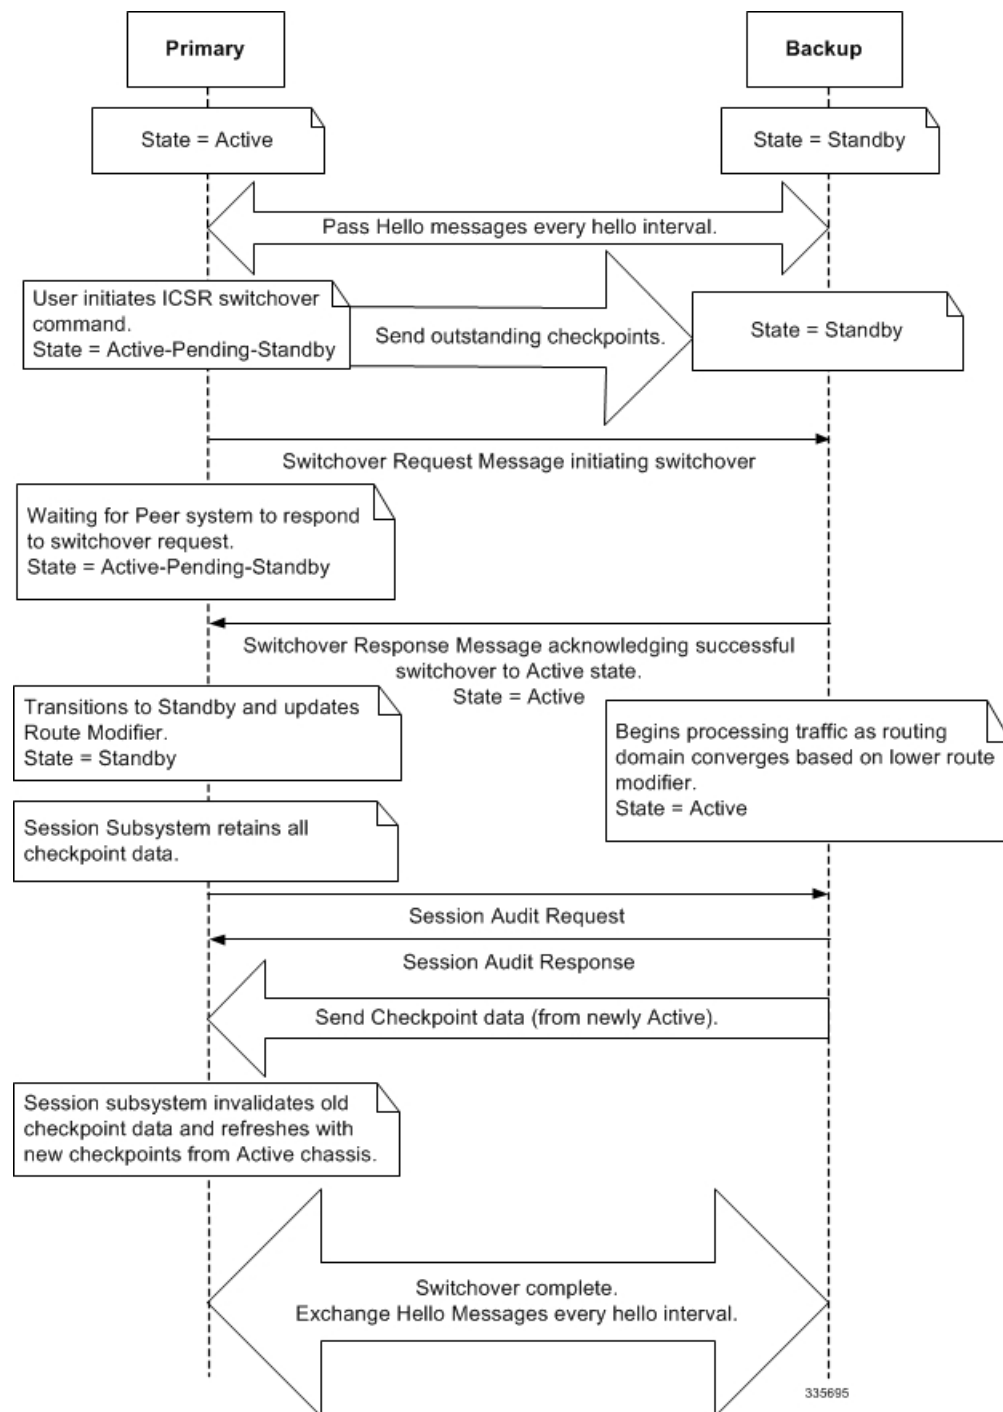 Primary
Backup
State = Active
State = Standby
Pass Hello messages every hello interval.
User initiates ICSR switchover
command.
State = Active-Pending-Standby
Send outstanding checkpoints.
State = Standby
Switchover Request Message initiating switchover
Waiting for Peer system to respond
to switchover request.
State = Active-Pending-Standby
Switchover Response Message acknowledging successful
switchover to Active state.
State = Active
Transitions to Standby and updates
Route Modifier.
State = Standby
Begins processing traffic as routing
domain converges based on lower route
modifier.
State = Active
Session Subsystem retains all
checkpoint data.
Session Audit Request
Session Audit Response
Send Checkpoint data (from newly Active).
Session subsystem invalidates old
checkpoint data and refreshes with
new checkpoints from Active chassis.
Switchover complete.
Exchange Hello Messages every hello interval.
335695